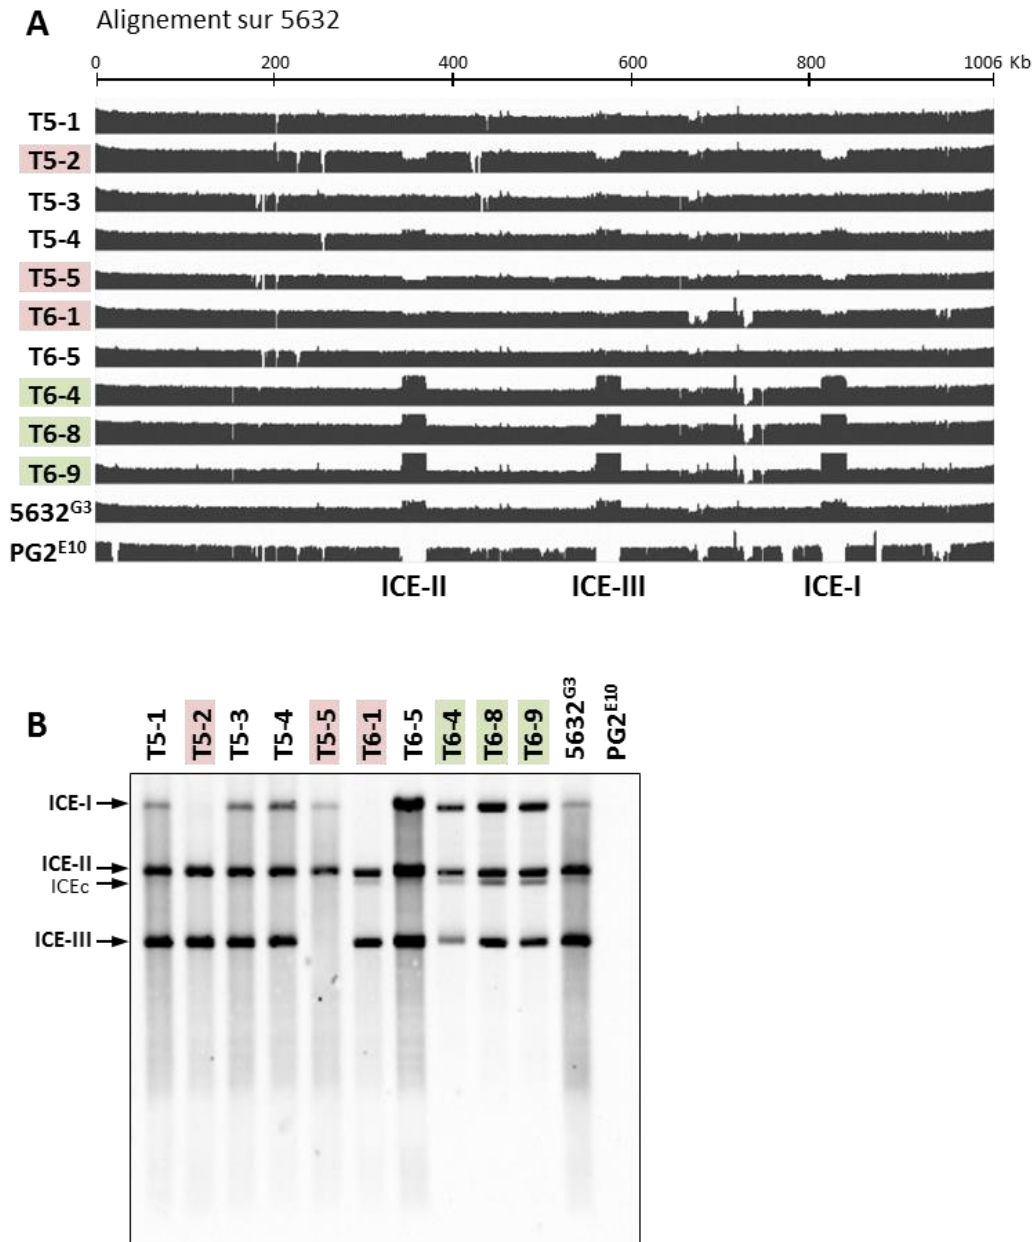 A Alignement sur 5632
0 200 400 600 800 1006 Kb
T5-1
T5-2
T5-3
T5-4
T5-5
T6-1
T6-5
T6-4
T6-8
T6-9
5632G3
PG2E10
ICE-II ICE-III ICE-I
B T5-1 T5-2 T5-3 T5-4 T5-5 T6-1 T6-5 T6-4 T6-8 T6-9 5632G3 PG2E10
ICE-I
ICE-II
ICEc
ICE-III